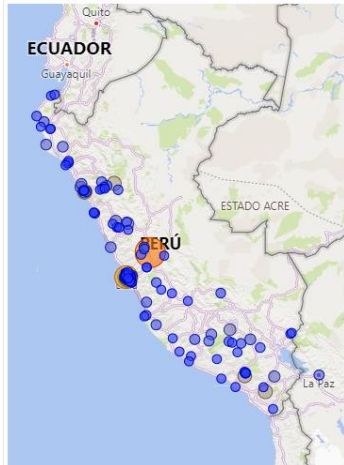 Quito
ECUADOR
Guayaquil
ESTADO ACRE
PERÚ
La Paz